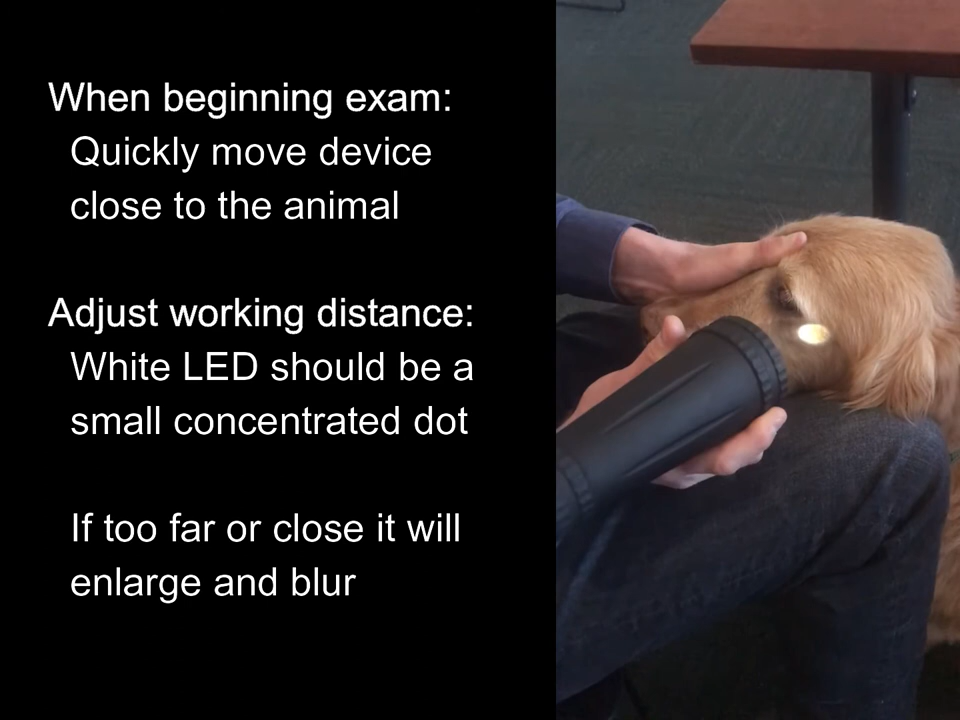 When beginning exam:
Quickly move device
close to the animal
Adjust working distance:
White LED should be a
small concentrated dot
If too far or close it will
enlarge and blur